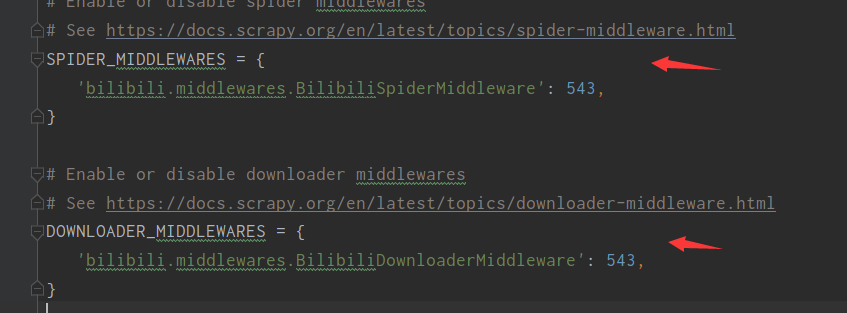 # Enable or disable spider middlewares
# See https://docs.scrapy.org/en/latest/topics/spider-middleware.html
SPIDER_MIDDLEWARES = {
    'bilibili.middlewares.BilibiliSpiderMiddleware': 543,
}
# Enable or disable downloader middlewares
# See https://docs.scrapy.org/en/latest/topics/downloader-middleware.html
DOWNLOADER_MIDDLEWARES = {
    'bilibili.middlewares.BilibiliDownloaderMiddleware': 543,
}